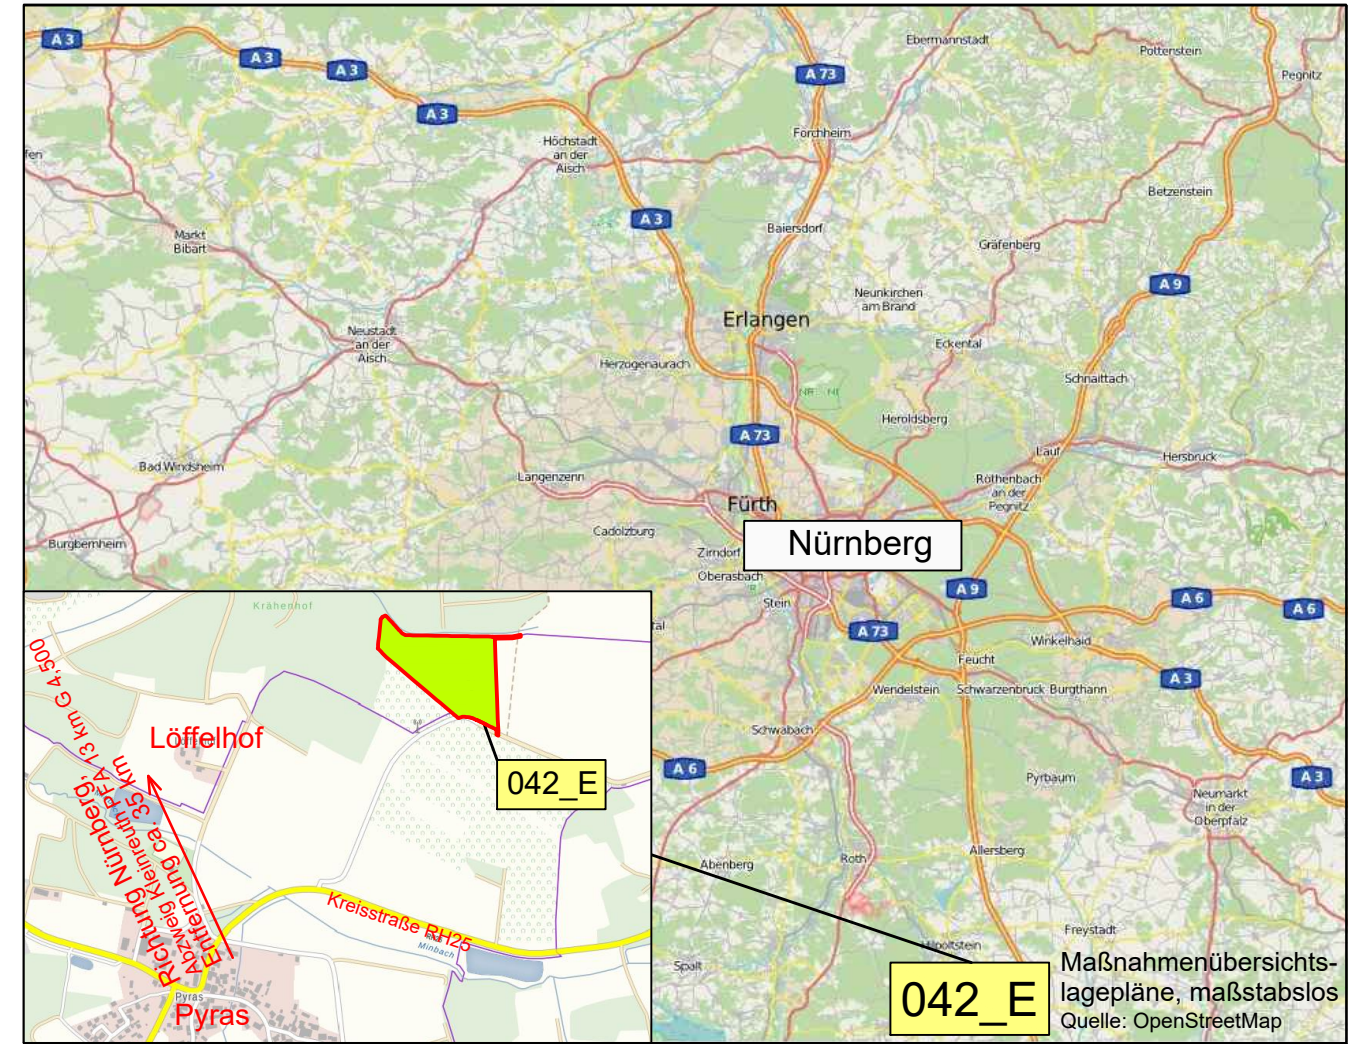 A 3
A 3
A 3
A 3
A 73
Ebermannstadt
Pottenstein
Pegnitz
Forchheim
Höchstadt
an der
Aisch
fen
Betzenstein
A 3
Baiersdorf
Markt
Bibart
Gräfenberg
A 9
Neunkirchen
am Brand
Erlangen
Neustadt
an der
Aisch
Eckental
Herzogenaurach
Schnaittach
Heroldsberg
A 73
Lauf
Hersbruck
Bad Windsheim
Langenzenn
Röthenbach
an der
Pegnitz
Fürth
Cadolzburg
Burgbernheim
Nürnberg
Zirndorf
Oberasbach
Stein
A 9
A 6
A 6
tal
A 73
Winkelhaid
Feucht
A 3
Wendelstein
Schwarzenbruck
Burgthann
Schwabach
A 6
Pyrbaum
A 3
Neumarkt
in der
Oberpfalz
Abenberg
Roth
Allersberg
Freystadt
Hilpoltstein
Spalt
Krähenhof
Löffelhof
042_E
Richtung Nürnberg,
Abzweig Kleinreuth PFA 13 km G 4,500
Entfernung ca. 35 km
Kreisstraße RH25
Minbach
Pyras
Pyras
042_E
Maßnahmenübersichts-
lagepläne, maßstabslos
Quelle: OpenStreetMap